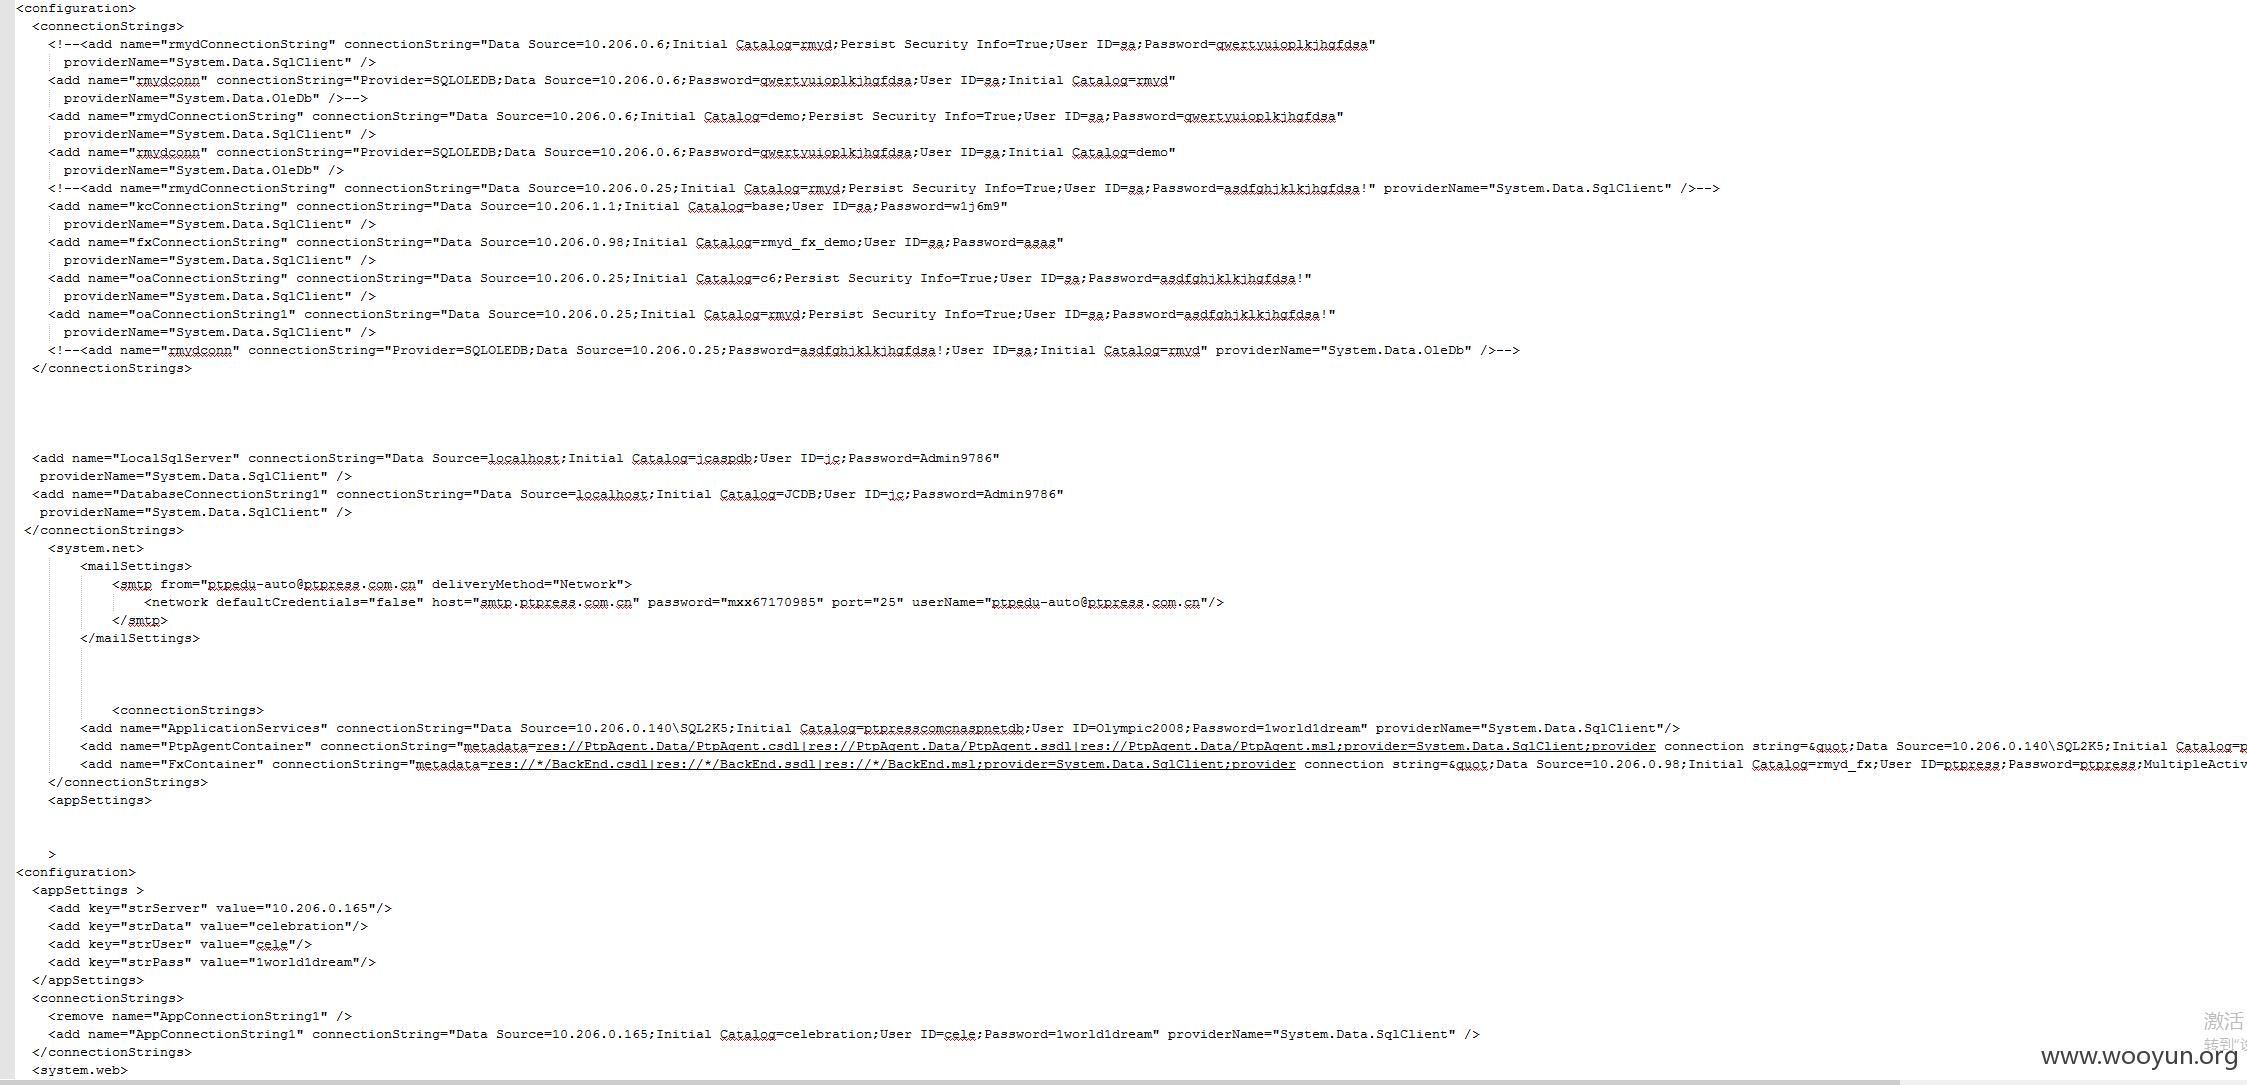 <configuration>
<connectionStrings>
<!--<add name="rmydConnectionString" connectionString="Data Source=10.206.0.6;Initial Catalog=rmyd;Persist Security Info=True;User ID=sa;Password=qwertyuioplkjhgfdsa"
providerName="System.Data.SqlClient" />
<add name="rmydconn" connectionString="Provider=SQLOLEDB;Data Source=10.206.0.6;Password=qwertyuioplkjhgfdsa;User ID=sa;Initial Catalog=rmyd"
providerName="System.Data.OleDb" />-->
<add name="rmydConnectionString" connectionString="Data Source=10.206.0.6;Initial Catalog=demo;Persist Security Info=True;User ID=sa;Password=qwertyuioplkjhgfdsa"
providerName="System.Data.SqlClient" />
<add name="rmydconn" connectionString="Provider=SQLOLEDB;Data Source=10.206.0.6;Password=qwertyuioplkjhgfdsa;User ID=sa;Initial Catalog=demo"
providerName="System.Data.OleDb" />
<!--<add name="rmydConnectionString" connectionString="Data Source=10.206.0.25;Initial Catalog=rmyd;Persist Security Info=True;User ID=sa;Password=asdfghjklkjhgfdsa!" providerName="System.Data.SqlClient" />-->
<add name="kcConnectionString" connectionString="Data Source=10.206.1.1;Initial Catalog=base;User ID=sa;Password=w1j6m9"
providerName="System.Data.SqlClient" />
<add name="fxConnectionString" connectionString="Data Source=10.206.0.98;Initial Catalog=rmyd_fx_demo;User ID=sa;Password=asas"
providerName="System.Data.SqlClient" />
<add name="oaConnectionString" connectionString="Data Source=10.206.0.25;Initial Catalog=c6;Persist Security Info=True;User ID=sa;Password=asdfghjklkjhgfdsa!"
providerName="System.Data.SqlClient" />
<add name="oaConnectionString1" connectionString="Data Source=10.206.0.25;Initial Catalog=rmyd;Persist Security Info=True;User ID=sa;Password=asdfghjklkjhgfdsa!"
providerName="System.Data.SqlClient" />
<!--<add name="rmydconn" connectionString="Provider=SQLOLEDB;Data Source=10.206.0.25;Password=asdfghjklkjhgfdsa!;User ID=sa;Initial Catalog=rmyd" providerName="System.Data.OleDb" />-->
</connectionStrings>
<add name="LocalSqlServer" connectionString="Data Source=localhost;Initial Catalog=jcaspdb;User ID=jc;Password=Admin9786"
providerName="System.Data.SqlClient" />
<add name="DatabaseConnectionString1" connectionString="Data Source=localhost;Initial Catalog=JCDB;User ID=jc;Password=Admin9786"
providerName="System.Data.SqlClient" />
</connectionStrings>
<system.net>
<mailSettings>
<smtp from="ptpedu-auto@ptpress.com.cn" deliveryMethod="Network">
<network defaultCredentials="false" host="smtp.ptpress.com.cn" password="mxx67170985" port="25" userName="ptpedu-auto@ptpress.com.cn"/>
</smtp>
</mailSettings>
<connectionStrings>
<add name="ApplicationServices" connectionString="Data Source=10.206.0.140\SQL2K5;Initial Catalog=ptpresscomcnaspnetdb;User ID=Olympic2008;Password=1world1dream" providerName="System.Data.SqlClient"/>
<add name="PtpAgentContainer" connectionString="metadata=res://PtpAgent.Data/PtpAgent.csdl|res://PtpAgent.Data/PtpAgent.ssdl|res://PtpAgent.Data/PtpAgent.msl;provider=System.Data.SqlClient;provider connection string=&quot;Data Source=10.206.0.140\SQL2K5;Initial Catalog=p
<add name="FxContainer" connectionString="metadata=res://*/BackEnd.csdl|res://*/BackEnd.ssdl|res://*/BackEnd.msl;provider=System.Data.SqlClient;provider connection string=&quot;Data Source=10.206.0.98;Initial Catalog=rmyd_fx;User ID=ptpress;Password=ptpress;MultipleActiv
</connectionStrings>
<appSettings>
>
<configuration>
<appSettings >
<add key="strServer" value="10.206.0.165"/>
<add key="strData" value="celebration"/>
<add key="strUser" value="cele"/>
<add key="strPass" value="1world1dream"/>
</appSettings>
<connectionStrings>
<remove name="AppConnectionString1" />
<add name="AppConnectionString1" connectionString="Data Source=10.206.0.165;Initial Catalog=celebration;User ID=cele;Password=1world1dream" providerName="System.Data.SqlClient" />
</connectionStrings>
<system.web>
激活
转到"设
www.wooyun.org